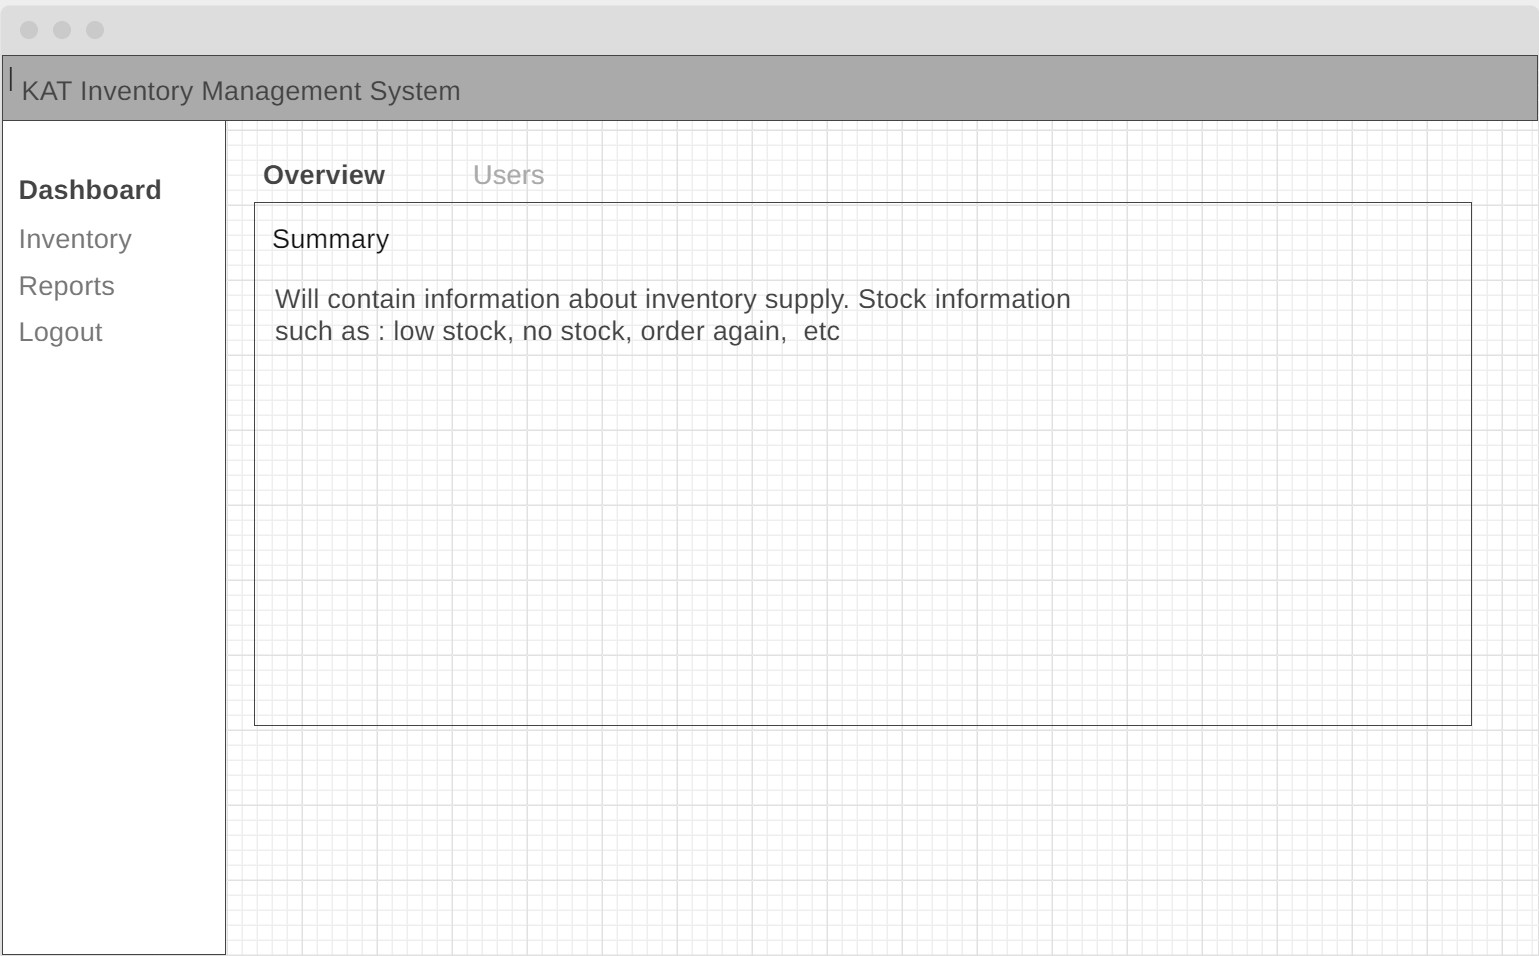 KAT Inventory Management System
Dashboard
Inventory
Reports
Logout
Overview
Users
Summary
Will contain information about inventory supply. Stock information
such as : low stock, no stock, order again,  etc